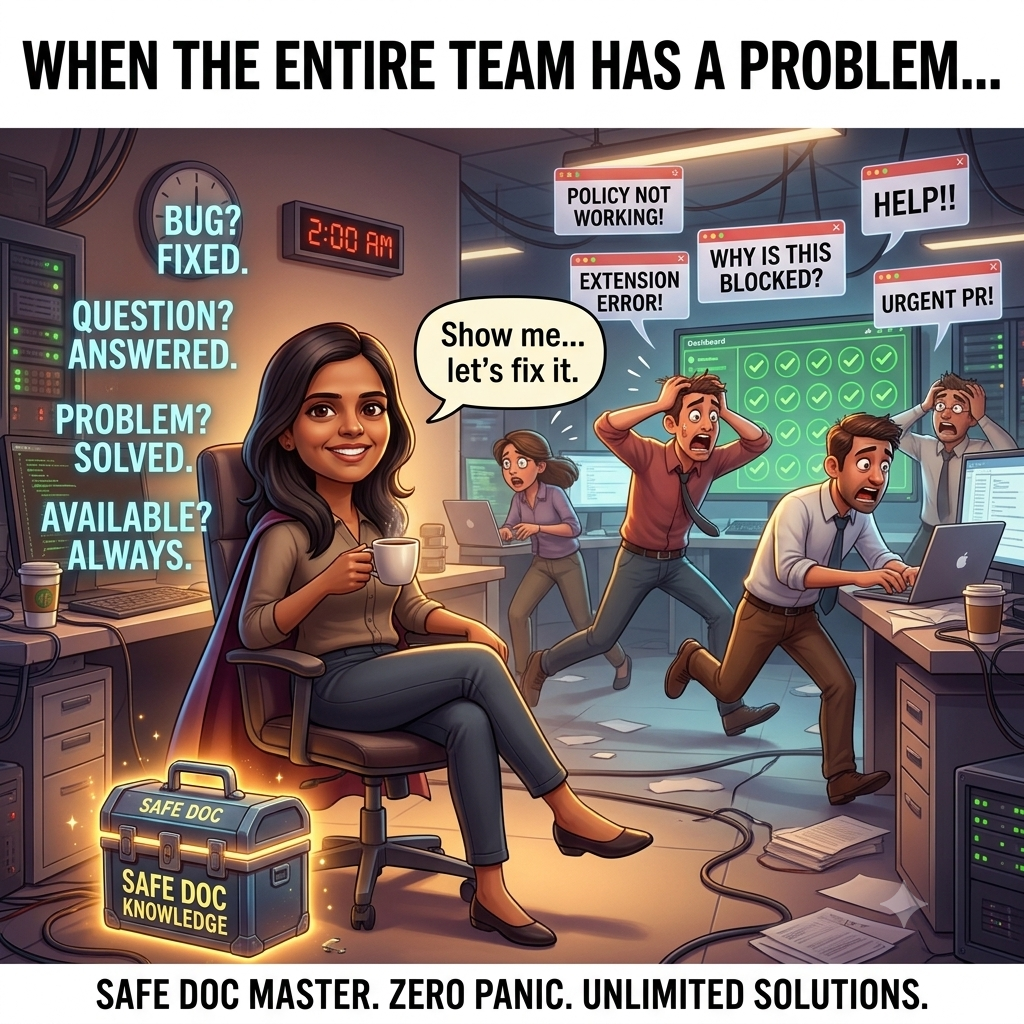 WHEN THE ENTIRE TEAM HAS A PROBLEM...
BUG?
FIXED.
QUESTION?
ANSWERED.
PROBLEM?
SOLVED.
AVAILABLE?
ALWAYS.
2:00 AM
Show me...
let's fix it.
POLICY NOT
WORKING!
EXTENSION
ERROR!
WHY IS THIS
BLOCKED?
HELP!!
URGENT PR!
Dashboard
SAFE DOC
SAFE DOC
KNOWLEDGE
SAFE DOC MASTER. ZERO PANIC. UNLIMITED SOLUTIONS.